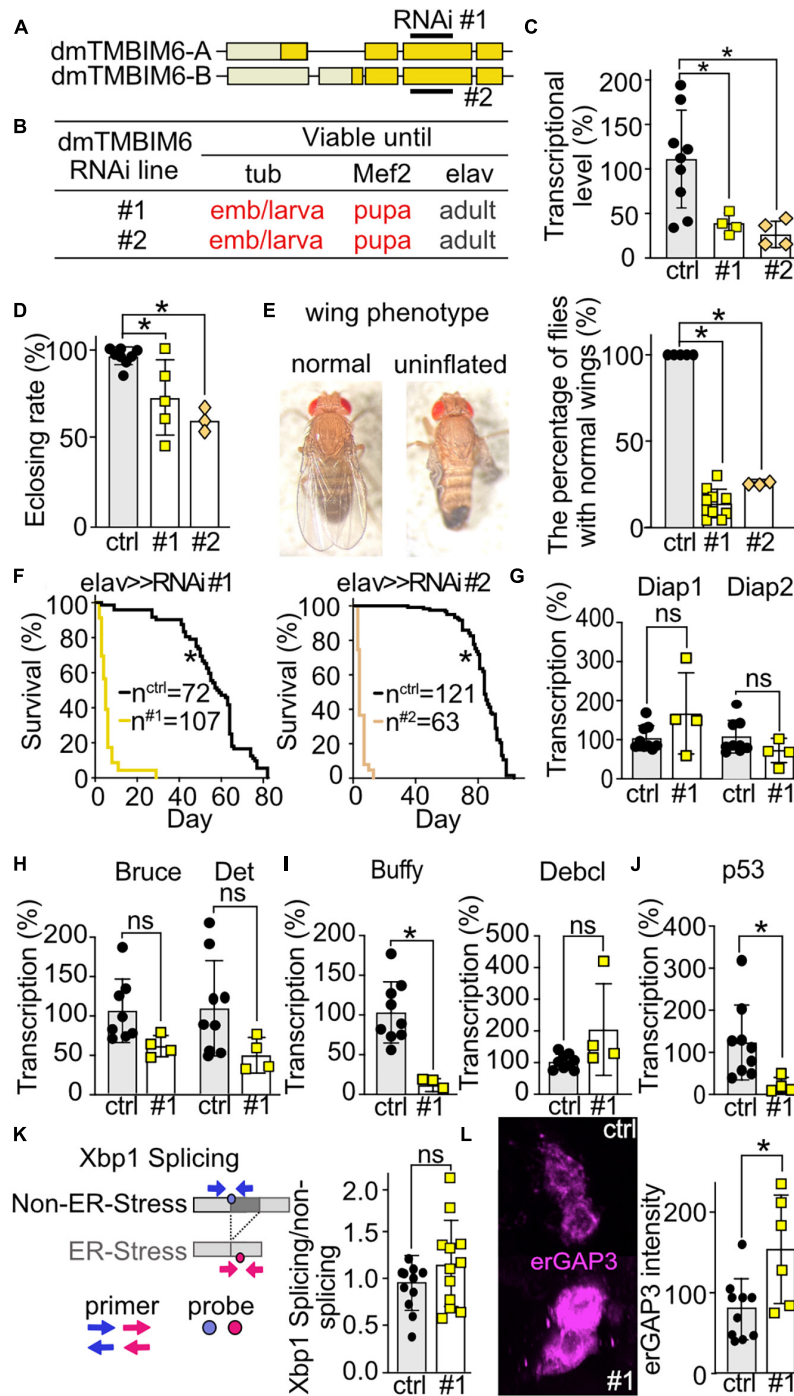 A
RNAi #1
dmTMBIM6-A
dmTMBIM6-B
#2
B
dmTMBIM6 RNAi line
Viable until
tub Mef2 elav
#1 emb/larva pupa adult
#2 emb/larva pupa adult
C
Transcriptional level (%)
200
150
100
50
0
* *
ctrl #1 #2
D
Eclosing rate (%)
100
50
0
* *
ctrl #1 #2
E
wing phenotype
normal uninflated
The percentage of flies with normal wings (%)
100
50
0
* *
ctrl #1 #2
F
elav>>RNAi#1
Survival (%)
100
80
60
40
20
0
*
nctrl=72
n#1=107
0 40 60 80
Day
elav>>RNAi#2
Survival (%)
100
80
60
40
20
0
*
nctrl=121
n#2=63
0 40 80
Day
G
Diap1 Diap2
Transcription (%)
400
300
200
100
0
ns ns
ctrl #1 ctrl #1
H
Bruce Det
Transcription (%)
200
150
100
50
0
ns ns
ctrl #1 ctrl #1
I
Buffy
Transcription (%)
200
150
100
50
0
*
ctrl #1
Debcl
Transcription (%)
500
400
300
200
100
0
ns
ctrl #1
J
p53
Transcription (%)
400
300
200
100
0
*
ctrl #1
K
Xbp1 Splicing
Non-ER-Stress
ER-Stress
primer probe
Xbp1 Splicing/non-splicing
2.0
1.5
1.0
0.5
0.0
ns
ctrl #1
L
ctrl
erGAP3
#1
erGAP3 intensity
200
100
0
*
ctrl #1